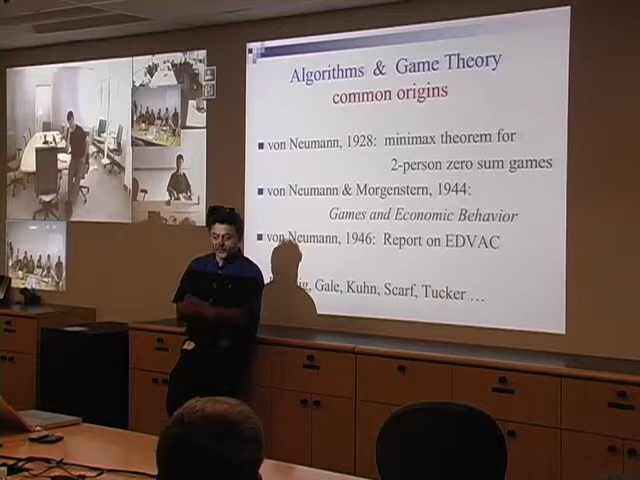 Algorithms & Game Theory
common origins
von Neumann, 1928: minimax theorem for
2-person zero sum games
von Neumann & Morgenstern, 1944:
Games and Economic Behavior
von Neumann, 1946: Report on EDVAC
Gale, Kuhn, Scarf, Tucker …